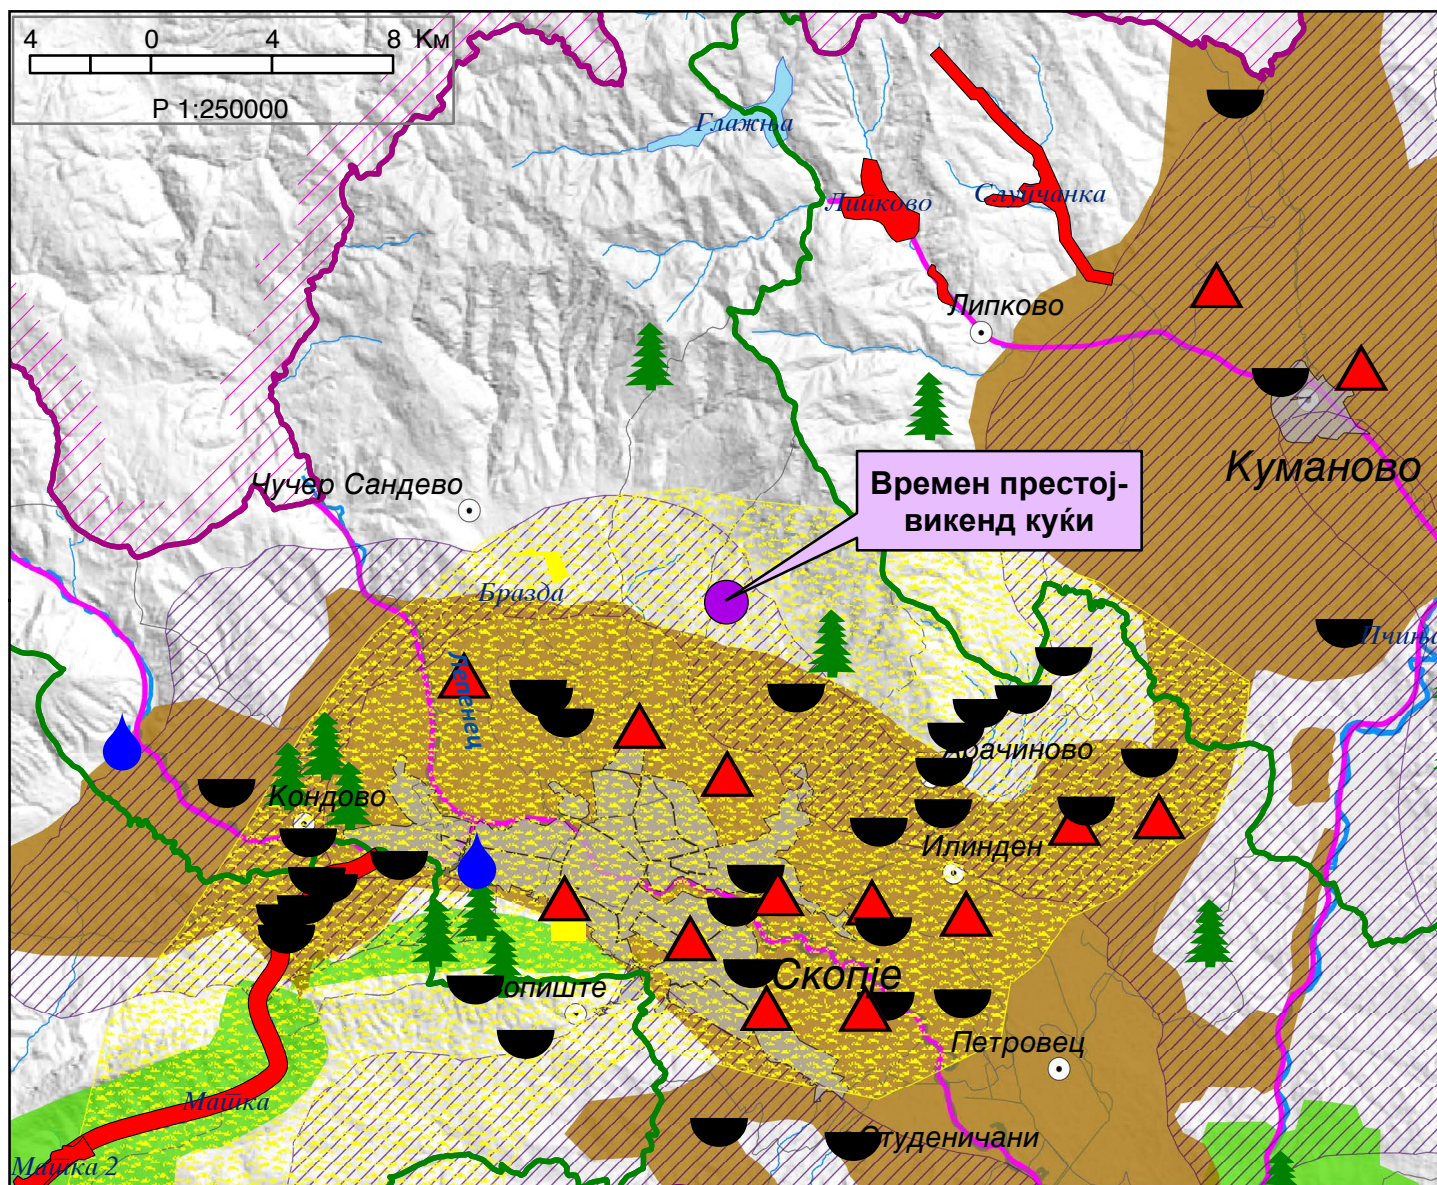 4 0 4 8 Км
Р 1:250000
Глажња
Липково
Слупчанка
Липково
Куманово
Чучер Сандево
Времен престој-
викенд куќи
Бразда
Пчиња
Лепенец
Арачиново
Кондово
Илинден
Скопје
Сопиште
Петровец
Матка
Студеничани
Матка 2